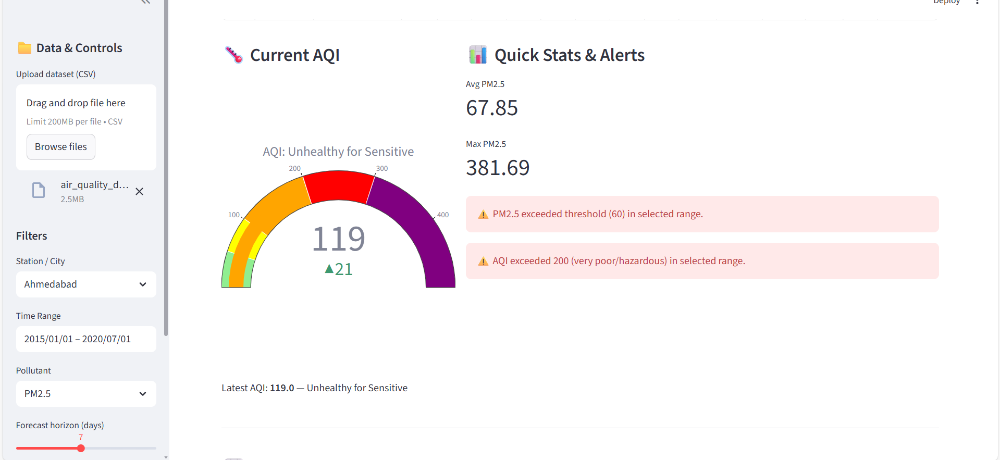 Deploy
Data & Controls
Upload dataset (CSV)
Drag and drop file here
Limit 200MB per file • CSV
Browse files
air_quality_d...
2.5MB
Filters
Station / City
Ahmedabad
Time Range
2015/01/01 – 2020/07/01
Pollutant
PM2.5
Forecast horizon (days)
7
Current AQI
AQI: Unhealthy for Sensitive
100
200
300
400
119
▲21
Latest AQI: 119.0 — Unhealthy for Sensitive
Quick Stats & Alerts
Avg PM2.5
67.85
Max PM2.5
381.69
PM2.5 exceeded threshold (60) in selected range.
AQI exceeded 200 (very poor/hazardous) in selected range.